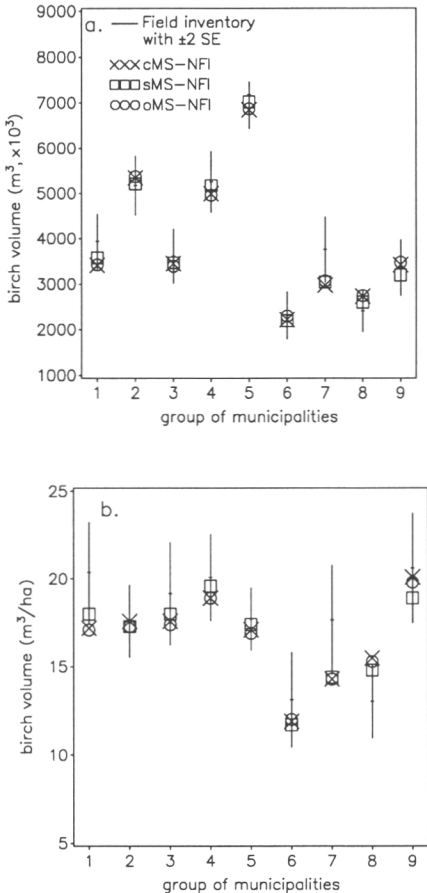 a.
Field inventory
with ±2 SE
cMS−NFI
sMS−NFI
oMS−NFI
birch volume (m³, ×10³)
9000
8000
7000
6000
5000
4000
3000
2000
1000
1 2 3 4 5 6 7 8 9
group of municipalities
b.
birch volume (m³/ha)
25
20
15
10
5
1 2 3 4 5 6 7 8 9
group of municipalities